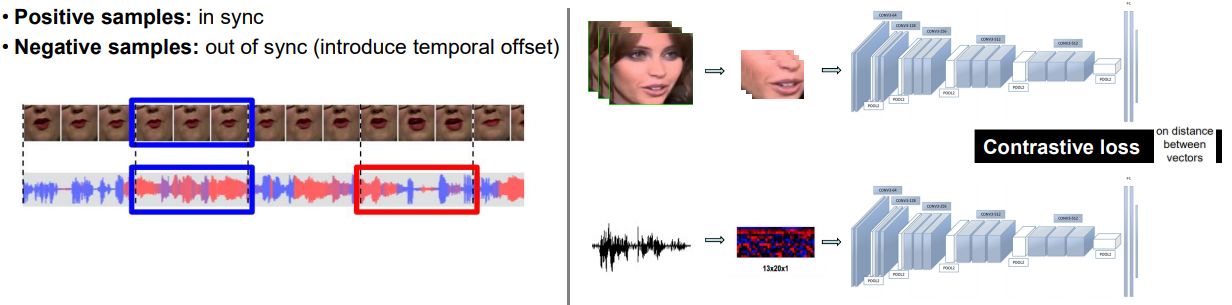 • Positive samples: in sync
• Negative samples: out of sync (introduce temporal offset)
CONV3-64
CONV3-128
CONV3-256
CONV3-512
CONV3-512
POOL2
POOL2
POOL2
POOL2
POOL2
Contrastive loss
on distance
between
vectors
CONV3-64
CONV3-128
CONV3-256
CONV3-512
CONV3-512
13x20x1
POOL2
POOL2
POOL2
POOL2
POOL2